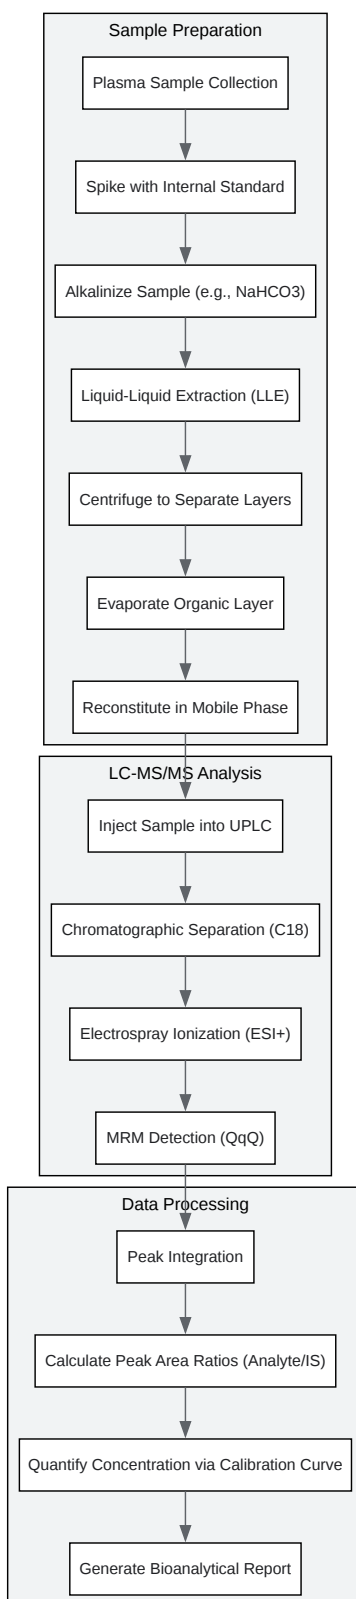 Sample Preparation
Plasma Sample Collection
Spike with Internal Standard
Alkalinize Sample (e.g., NaHCO3)
Liquid-Liquid Extraction (LLE)
Centrifuge to Separate Layers
Evaporate Organic Layer
Reconstitute in Mobile Phase
LC-MS/MS Analysis
Inject Sample into UPLC
Chromatographic Separation (C18)
Electrospray Ionization (ESI+)
MRM Detection (QqQ)
Data Processing
Peak Integration
Calculate Peak Area Ratios (Analyte/IS)
Quantify Concentration via Calibration Curve
Generate Bioanalytical Report